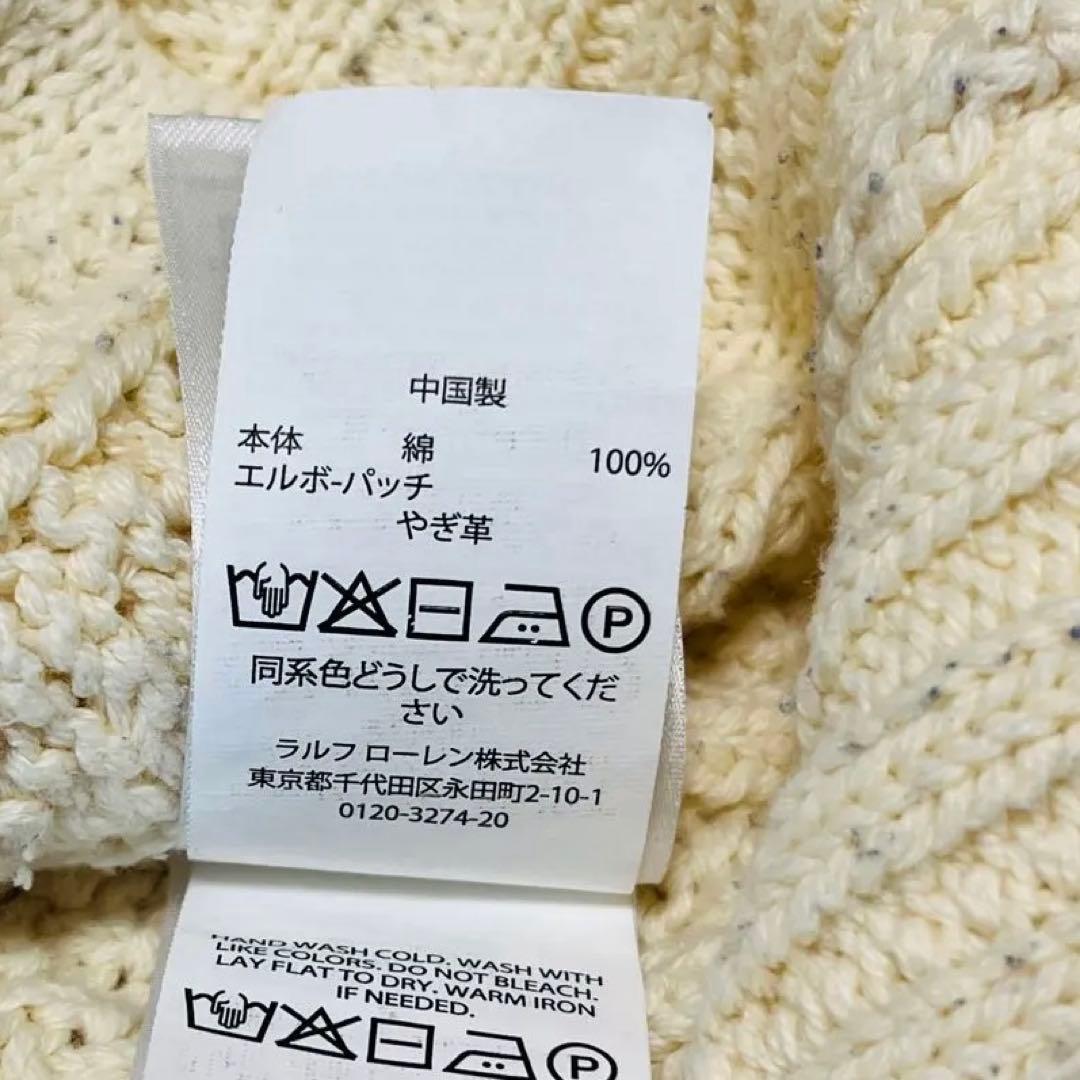 中国製
本体 綿 100%
エルボ-パッチ
やぎ革
P
同系色どうしで洗ってくだ
さい
ラルフ ローレン株式会社
東京都千代田区永田町2-10-1
0120-3274-20
HAND WASH COLD. WASH WITH
LIKE COLORS. DO NOT BLEACH.
LAY FLAT TO DRY. WARM IRON
IF NEEDED.
P